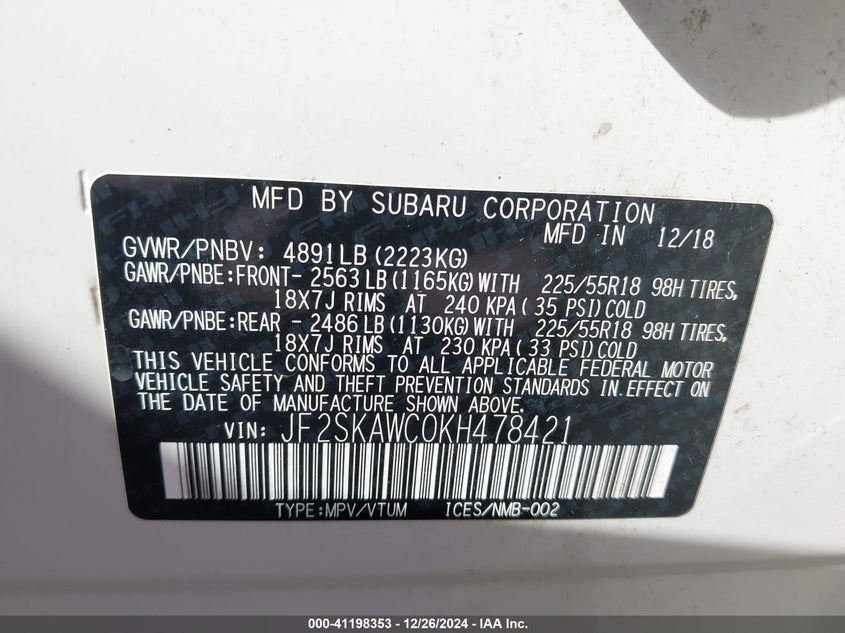 MFD BY SUBARU CORPORATION
MFD IN 12/18
GVWR/PNBV: 4891LB (2223KG)
GAWR/PNBE:FRONT- 2563 LB (1165KG) WITH 225/55R18 98H TIRES,
18X7J RIMS AT 240 KPA ( 35 PSI) COLD
GAWR/PNBE:REAR - 2486 LB (1130KG) WITH 225/55R18 98H TIRES,
18X7J RIMS AT 230 KPA ( 33 PSI) COLD
THIS VEHICLE CONFORMS TO ALL APPLICABLE FEDERAL MOTOR
VEHICLE SAFETY AND THEFT PREVENTION STANDARDS IN.EFFECT ON
THE DATE OF MANUFACTURE SHOWN ABOVE.
VIN: JF2SKAWC0KH478421
TYPE:MPV/VTUM ICES/NMB-002
000-41198353 - 12/26/2024 - IAA Inc.